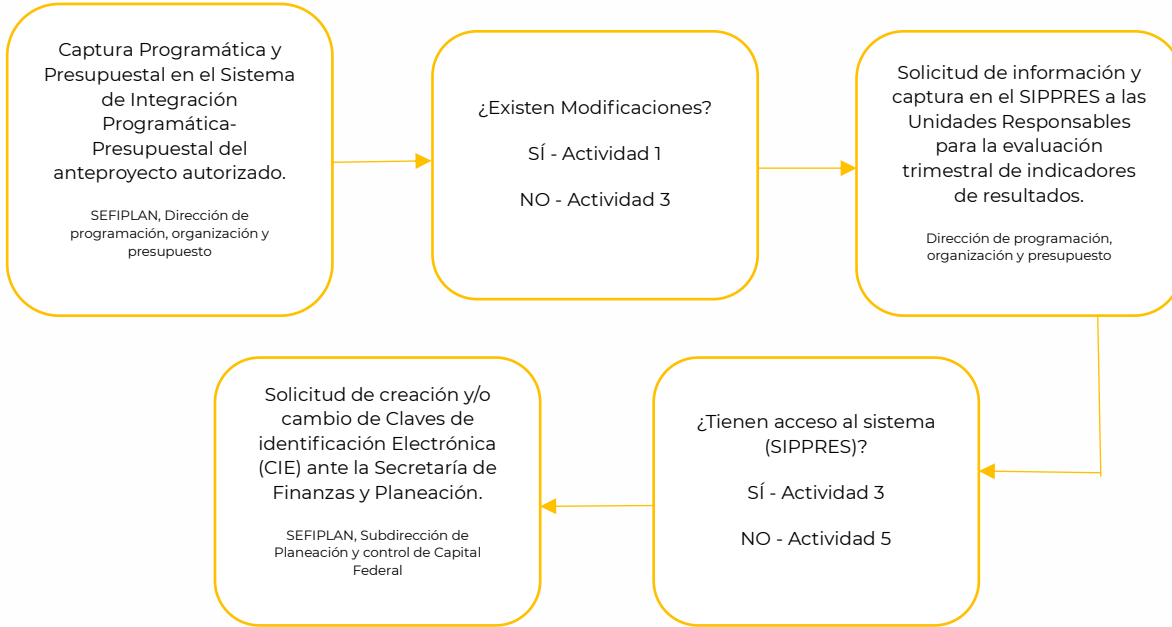 Captura Programática y
Presupuestal en el Sistema
de Integración
Programática-
Presupuestal del
anteproyecto autorizado.
SEFIPLAN, Dirección de
programación, organización y
presupuesto
¿Existen Modificaciones?
SÍ - Actividad 1
NO - Actividad 3
Solicitud de información y
captura en el SIPPRES a las
Unidades Responsables
para la evaluación
trimestral de indicadores
de resultados.
Dirección de programación,
organización y presupuesto
¿Tienen acceso al sistema
(SIPPRES)?
SÍ - Actividad 3
NO - Actividad 5
Solicitud de creación y/o
cambio de Claves de
identificación Electrónica
(CIE) ante la Secretaría de
Finanzas y Planeación.
SEFIPLAN, Subdirección de
Planeación y control de Capital
Federal